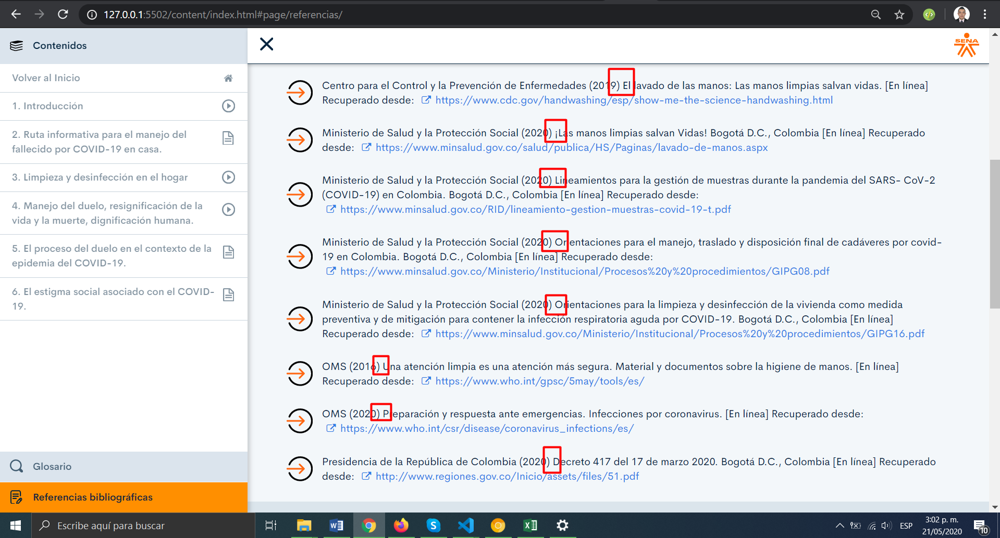 127.0.0.1:5502/content/index.html#page/referencias/
Contenidos
Volver al Inicio
1. Introducción
2. Ruta informativa para el manejo del
fallecido por COVID-19 en casa.
3. Limpieza y desinfección en el hogar
4. Manejo del duelo, resignificación de la
vida y la muerte, dignificación humana.
5. El proceso del duelo en el contexto de la
epidemia del COVID-19.
6. El estigma social asociado con el COVID-
19.
Glosario
Referencias bibliográficas
SENA
Centro para el Control y la Prevención de Enfermedades (2019) El lavado de las manos: Las manos limpias salvan vidas. [En línea]
Recuperado desde: https://www.cdc.gov/handwashing/esp/show-me-the-science-handwashing.html
Ministerio de Salud y la Protección Social (2020) ¡Las manos limpias salvan Vidas! Bogotá D.C., Colombia [En línea] Recuperado
desde: https://www.minsalud.gov.co/salud/publica/HS/Paginas/lavado-de-manos.aspx
Ministerio de Salud y la Protección Social (2020) Lineamientos para la gestión de muestras durante la pandemia del SARS- CoV-2
(COVID-19) en Colombia. Bogotá D.C., Colombia [En línea] Recuperado desde:
https://www.minsalud.gov.co/RID/lineamiento-gestion-muestras-covid-19-t.pdf
Ministerio de Salud y la Protección Social (2020) Orientaciones para el manejo, traslado y disposición final de cadáveres por covid-
19 en Colombia. Bogotá D.C., Colombia [En línea] Recuperado desde:
https://www.minsalud.gov.co/Ministerio/Institucional/Procesos%20y%20procedimientos/GIPG08.pdf
Ministerio de Salud y la Protección Social (2020) Orientaciones para la limpieza y desinfección de la vivienda como medida
preventiva y de mitigación para contener la infección respiratoria aguda por COVID-19. Bogotá D.C., Colombia [En línea]
Recuperado desde: https://www.minsalud.gov.co/Ministerio/Institucional/Procesos%20y%20procedimientos/GIPG16.pdf
OMS (2016) Una atención limpia es una atención más segura. Material y documentos sobre la higiene de manos. [En línea]
Recuperado desde: https://www.who.int/gpsc/5may/tools/es/
OMS (2020) Preparación y respuesta ante emergencias. Infecciones por coronavirus. [En línea] Recuperado desde:
https://www.who.int/csr/disease/coronavirus_infections/es/
Presidencia de la República de Colombia (2020) Decreto 417 del 17 de marzo 2020. Bogotá D.C., Colombia [En línea] Recuperado
desde: http://www.regiones.gov.co/Inicio/assets/files/51.pdf
Escribe aquí para buscar
ESP
3:02 p. m.
21/05/2020
10